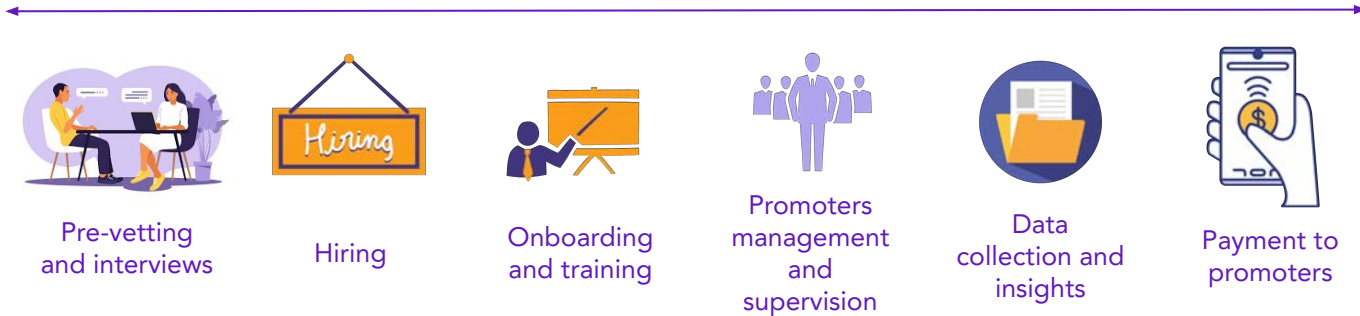 Hiring
$
Pre-vetting
and interviews
Hiring
Onboarding
and training
Promoters
management
and
supervision
Data
collection and
insights
Payment to
promoters